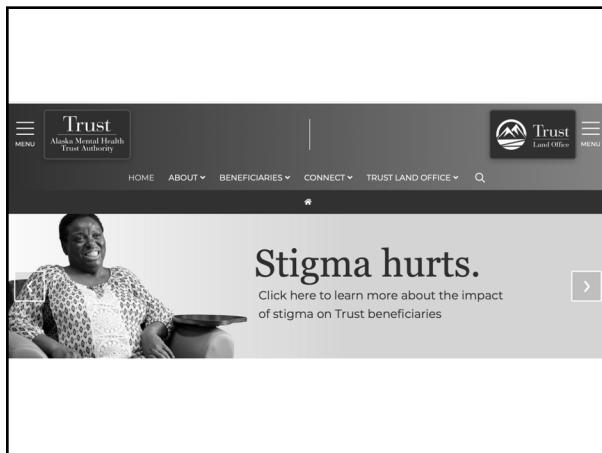 Trust
Alaska Mental Health
Trust Authority
MENU
Trust
Land Office
MENU
HOME ABOUT BENEFICIARIES CONNECT TRUST LAND OFFICE
Stigma hurts.
Click here to learn more about the impact
of stigma on Trust beneficiaries